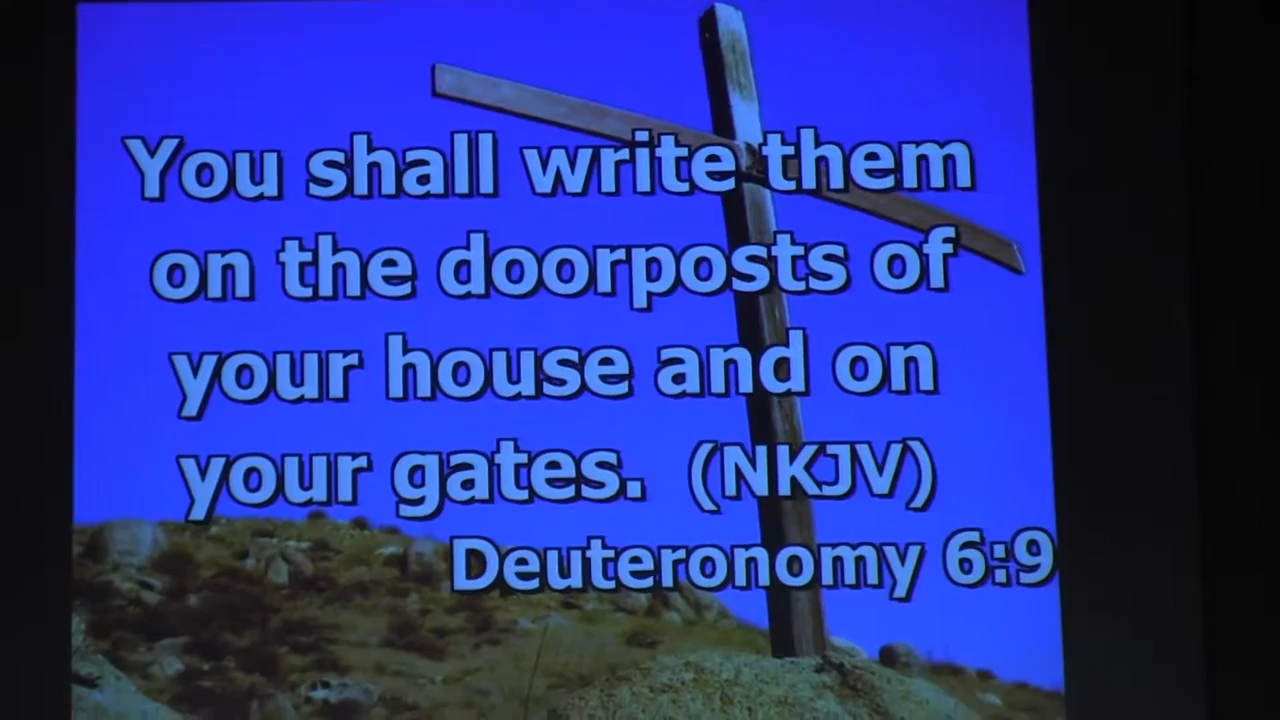 You shall write them
on the doorposts of
your house and on
your gates.  (NKJV)
Deuteronomy 6:9